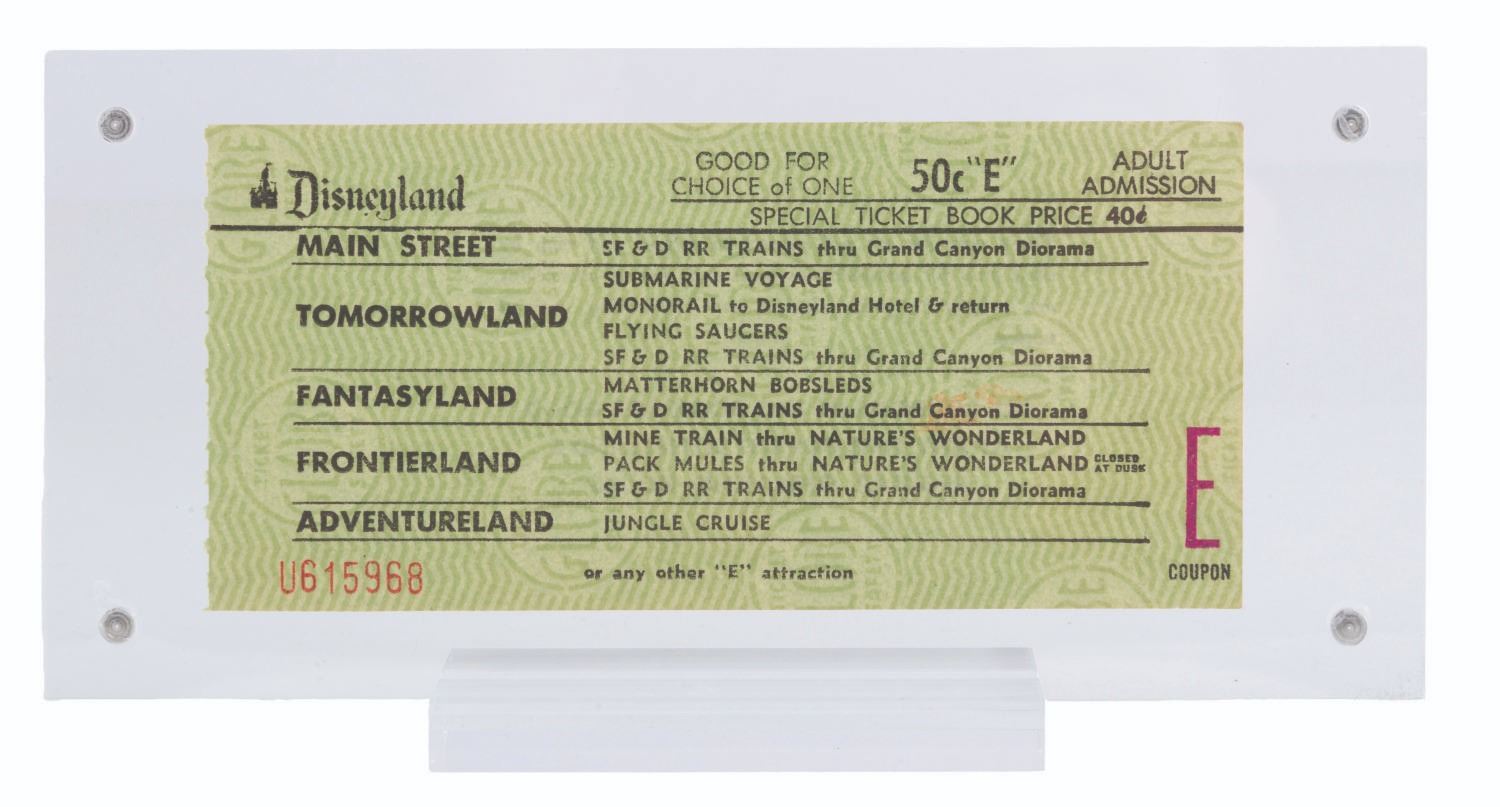 Disneyland
GOOD FOR
CHOICE of ONE
50c "E"
ADULT
ADMISSION
SPECIAL TICKET BOOK PRICE 40¢
MAIN STREET SF & D RR TRAINS thru Grand Canyon Diorama
TOMORROWLAND
SUBMARINE VOYAGE
MONORAIL to Disneyland Hotel & return
FLYING SAUCERS
SF & D RR TRAINS thru Grand Canyon Diorama
FANTASYLAND
MATTERHORN BOBSLEDS
SF & D RR TRAINS thru Grand Canyon Diorama
FRONTIERLAND
MINE TRAIN thru NATURE'S WONDERLAND
PACK MULES thru NATURE'S WONDERLAND CLOSED AT DUSK
SF & D RR TRAINS thru Grand Canyon Diorama
ADVENTURELAND JUNGLE CRUISE
E
COUPON
U615968
or any other "E" attraction